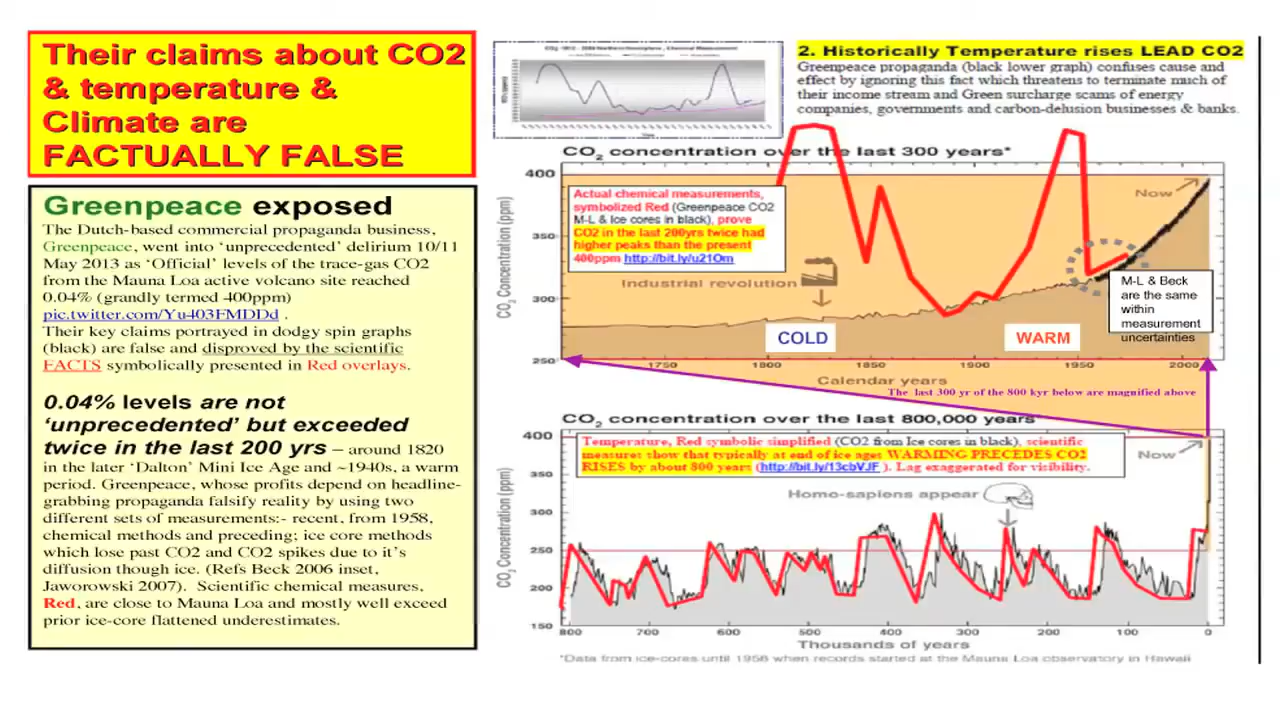 Their claims about CO2
& temperature &
Climate are
FACTUALLY FALSE
Greenpeace exposed
The Dutch-based commercial propaganda business,
Greenpeace, went into ‘unprecedented’ delirium 10/11
May 2013 as ‘Official’ levels of the trace-gas CO2
from the Mauna Loa active volcano site reached
0.04% (grandly termed 400ppm)
pic.twitter.com/Yu403FMDDd .
Their key claims portrayed in dodgy spin graphs
(black) are false and disproved by the scientific
FACTS symbolically presented in Red overlays.
0.04% levels are not
‘unprecedented’ but exceeded
twice in the last 200 yrs – around 1820
in the later ‘Dalton’ Mini Ice Age and ~1940s, a warm
period. Greenpeace, whose profits depend on headline-
grabbing propaganda falsify reality by using two
different sets of measurements:- recent, from 1958,
chemical methods and preceding; ice core methods
which lose past CO2 and CO2 spikes due to it’s
diffusion though ice. (Refs Beck 2006 inset,
Jaworowski 2007). Scientific chemical measures,
Red, are close to Mauna Loa and mostly well exceed
prior ice-core flattened underestimates.
2. Historically Temperature rises LEAD CO2
Greenpeace propaganda (black lower graph) confuses cause and
effect by ignoring this fact which threatens to terminate much of
their income stream and Green surcharge scams of energy
companies, governments and carbon-delusion businesses & banks.
CO2 concentration over the last 300 years*
CO2 Concentration (ppm)
400
350
300
250
Actual chemical measurements,
symbolized Red (Greenpeace CO2
M-L & Ice cores in black), prove
CO2 in the last 200yrs twice had
higher peaks than the present
400ppm http://bit.ly/u21Om
Industrial revolution
Now
M-L & Beck
are the same
within
measurement
uncertainties
COLD
WARM
1750 1800 1850 1900 1950 2000
Calendar years
The last 300 yr of the 800 kyr below are magnified above
CO2 concentration over the last 800,000 years*
CO2 Concentration (ppm)
400
300
250
200
150
Temperature, Red symbolic simplified (CO2 from Ice cores in black), scientific
measures show that typically at end of ice ages WARMING PRECEDES CO2
RISES by about 800 years (http://bit.ly/13cbVJF ). Lag exaggerated for visibility.
Now
Homo-sapiens appear
800 700 600 500 400 300 200 100 0
Thousands of years
*Data from ice-cores until 1958 when records started at the Mauna Loa observatory in Hawaii